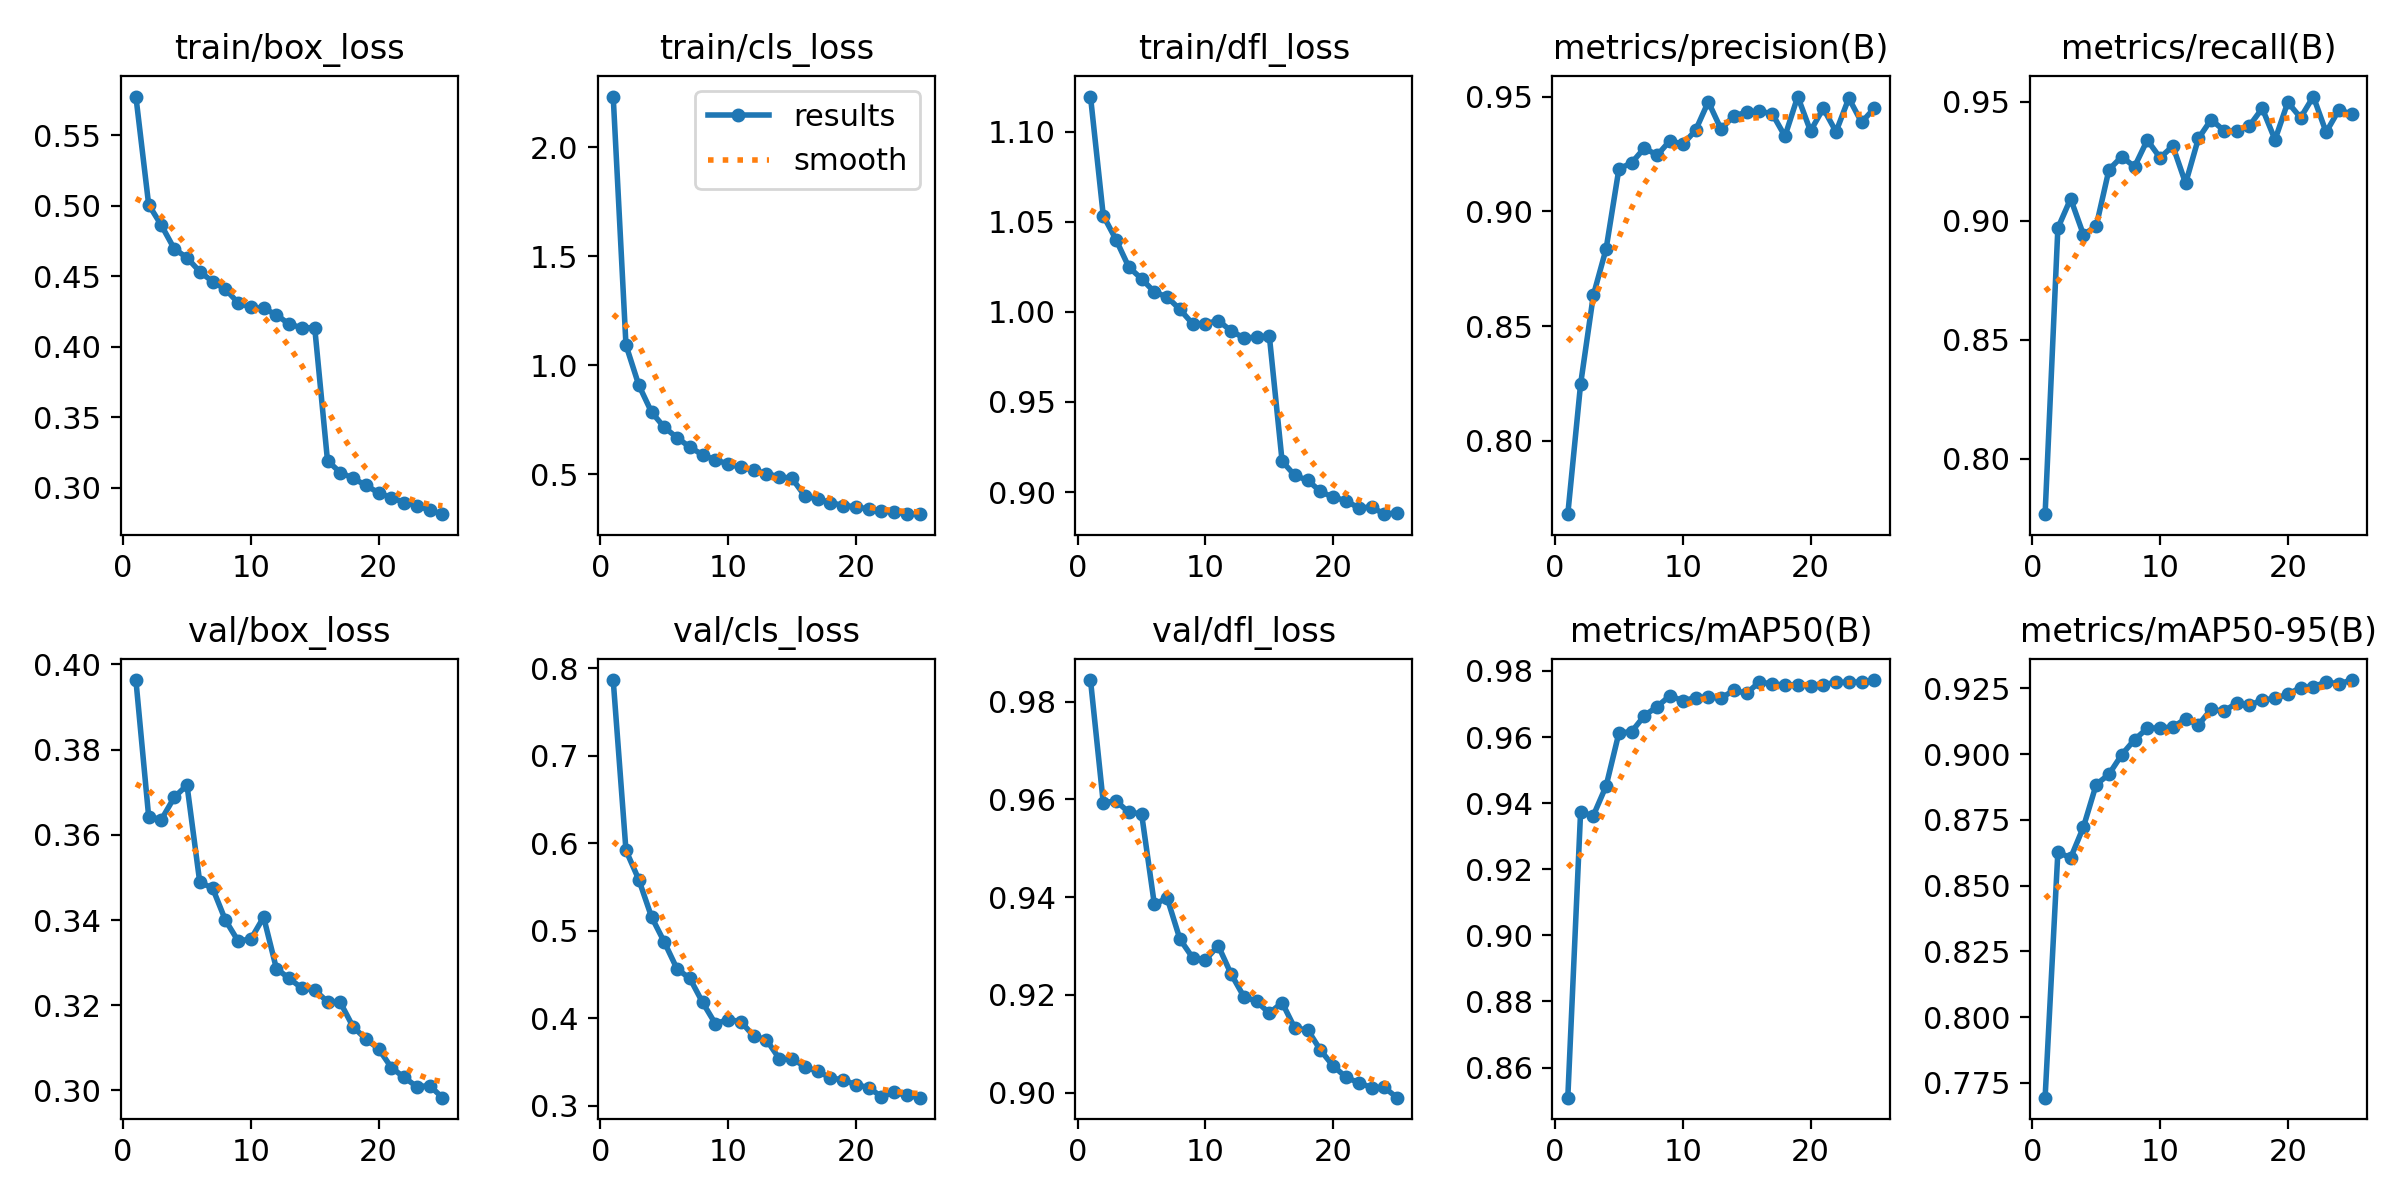 train/box_loss
0.55
0.50
0.45
0.40
0.35
0.30
0 10 20
train/cls_loss
results
smooth
2.0
1.5
1.0
0.5
0 10 20
train/dfl_loss
1.10
1.05
1.00
0.95
0.90
0 10 20
metrics/precision(B)
0.95
0.90
0.85
0.80
0 10 20
metrics/recall(B)
0.95
0.90
0.85
0.80
0 10 20
val/box_loss
0.40
0.38
0.36
0.34
0.32
0.30
0 10 20
val/cls_loss
0.8
0.7
0.6
0.5
0.4
0.3
0 10 20
val/dfl_loss
0.98
0.96
0.94
0.92
0.90
0 10 20
metrics/mAP50(B)
0.98
0.96
0.94
0.92
0.90
0.88
0.86
0 10 20
metrics/mAP50-95(B)
0.925
0.900
0.875
0.850
0.825
0.800
0.775
0 10 20